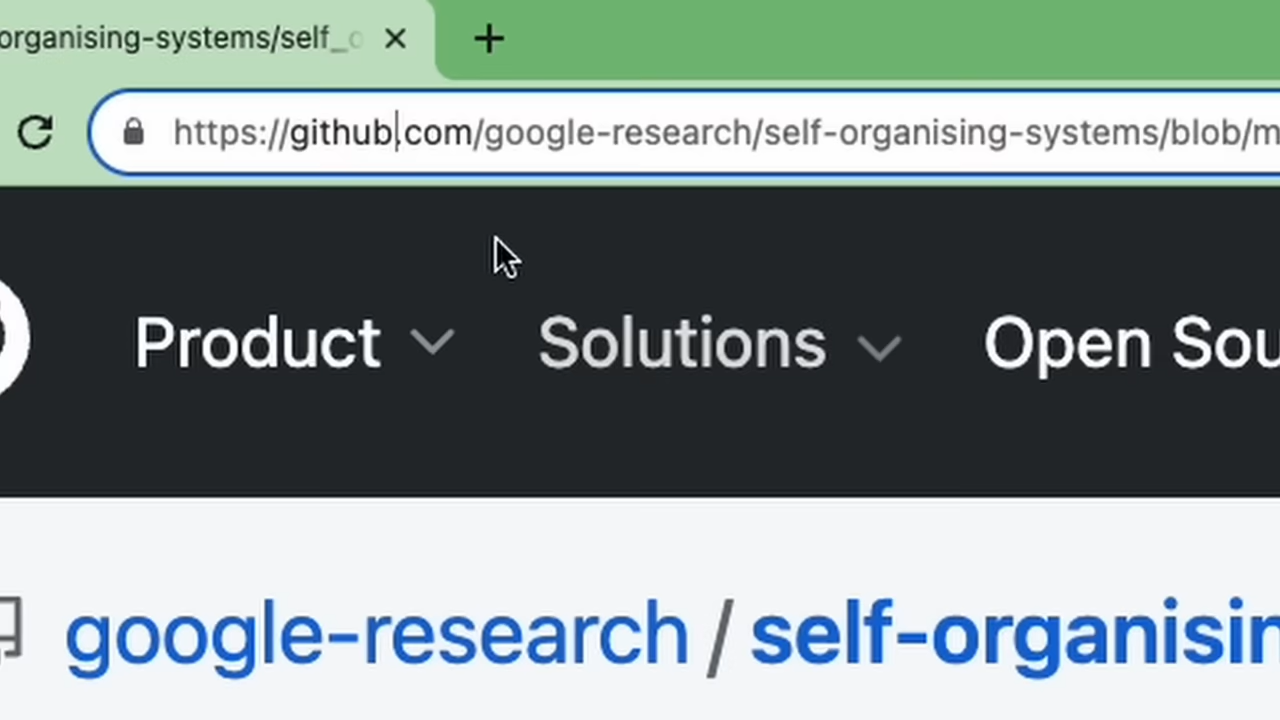 organising-systems/self_
https://github.com/google-research/self-organising-systems/blob/m
Product Solutions Open Sou
google-research / self-organisin